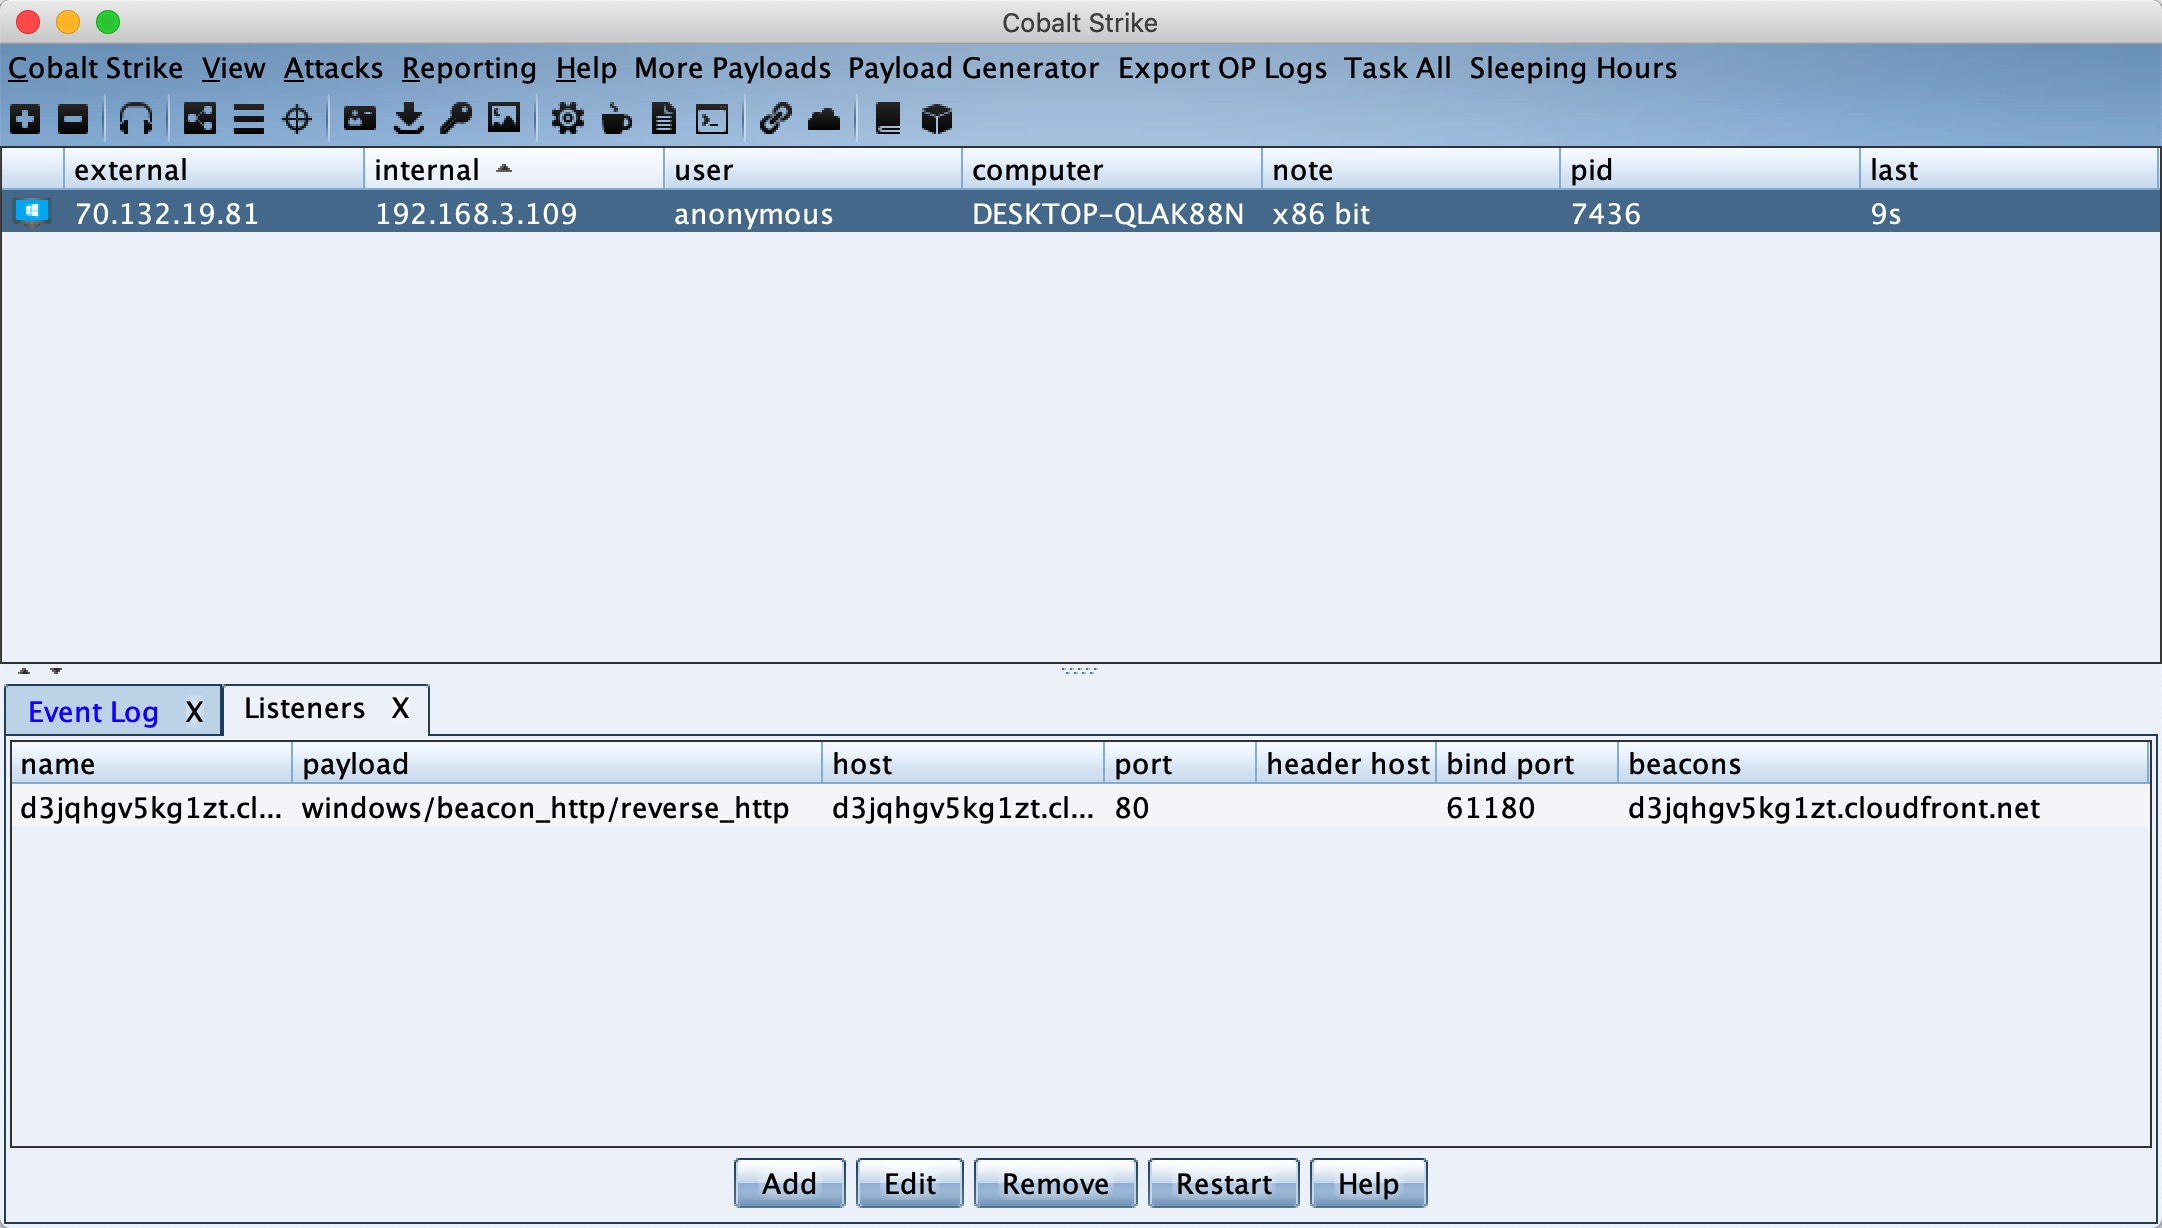 Cobalt Strike
Cobalt Strike View Attacks Reporting Help More Payloads Payload Generator Export OP Logs Task All Sleeping Hours
external internal user computer note pid last
70.132.19.81 192.168.3.109 anonymous DESKTOP-QLAK88N x86 bit 7436 9s
Event Log X Listeners X
name payload host port header host bind port beacons
d3jqhgv5kg1zt.cl... windows/beacon_http/reverse_http d3jqhgv5kg1zt.cl... 80 61180 d3jqhgv5kg1zt.cloudfront.net
Add Edit Remove Restart Help